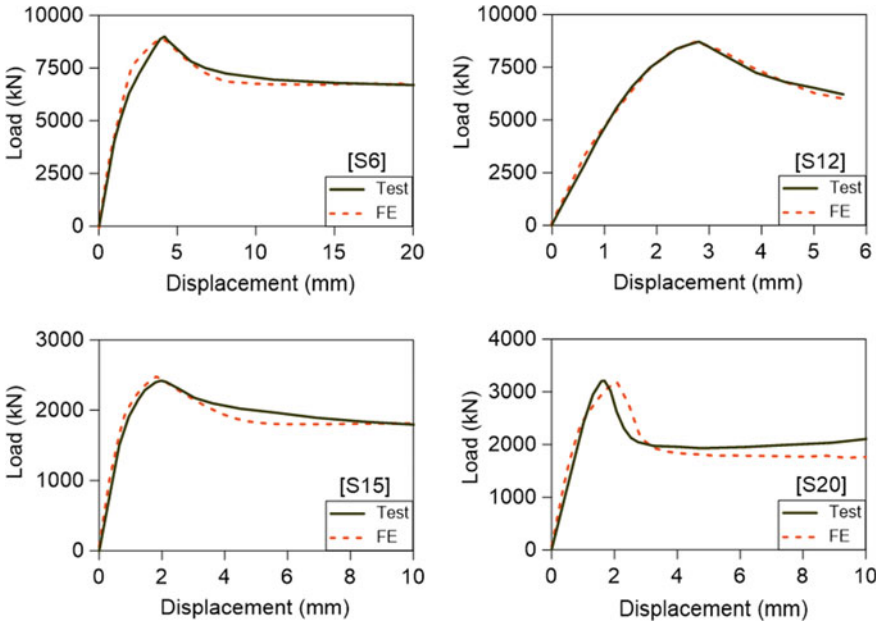 10000
7500
5000
2500
0
Load (kN)
[S6]
Test
FE
0 5 10 15 20
Displacement (mm)
10000
7500
5000
2500
0
Load (kN)
[S12]
Test
FE
0 1 2 3 4 5 6
Displacement (mm)
3000
2000
1000
0
Load (kN)
[S15]
Test
FE
0 2 4 6 8 10
Displacement (mm)
4000
3000
2000
1000
0
Load (kN)
[S20]
Test
FE
0 2 4 6 8 10
Displacement (mm)